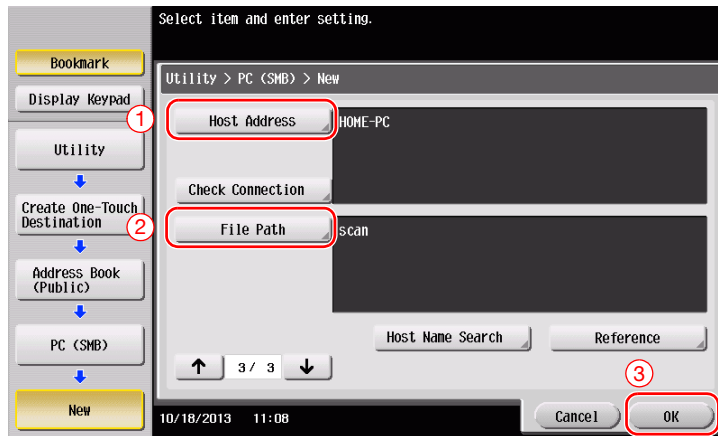 Select item and enter setting.
Bookmark
Display Keypad
Utility
Create One-Touch
Destination
Address Book
(Public)
PC (SMB)
New
Utility > PC (SMB) > New
1
Host Address
HOME-PC
Check Connection
2
File Path
scan
Host Name Search
Reference
3/ 3
3
10/18/2013 11:08
Cancel
OK